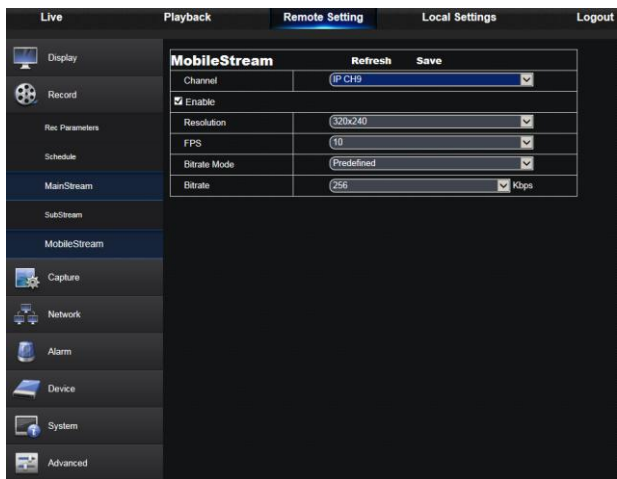 Live Playback Remote Setting Local Settings Logout
Display
Record
Rec Parameters
Schedule
MainStream
SubStream
MobileStream
Capture
Network
Alarm
Device
System
Advanced
MobileStream Refresh Save
Channel IP CH9
Enable
Resolution 320x240
FPS 10
Bitrate Mode Predefined
Bitrate 256 Kbps